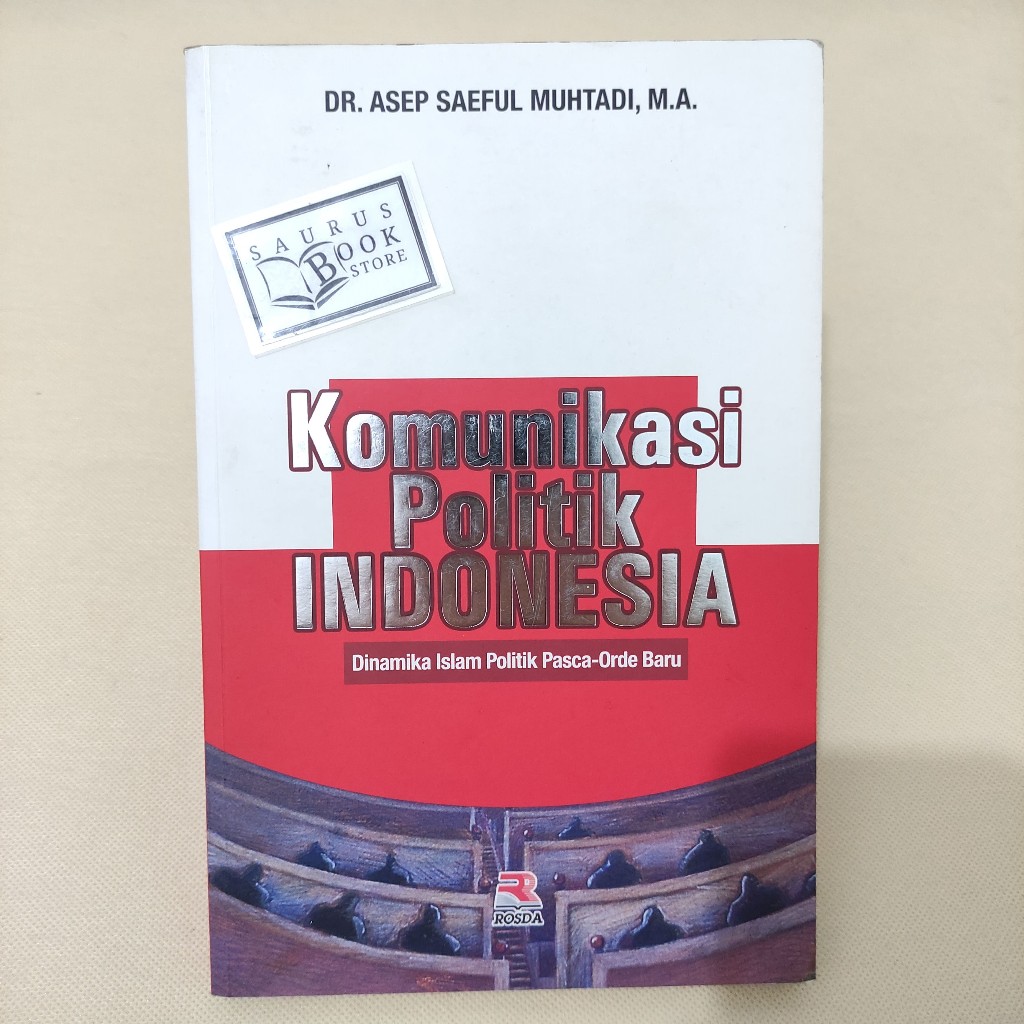 DR. ASEP SAEFUL MUHTADI, M.A.
SAURUS
BOOK
STORE
Komunikasi
Politik
INDONESIA
Dinamika Islam Politik Pasca-Orde Baru
ROSDA